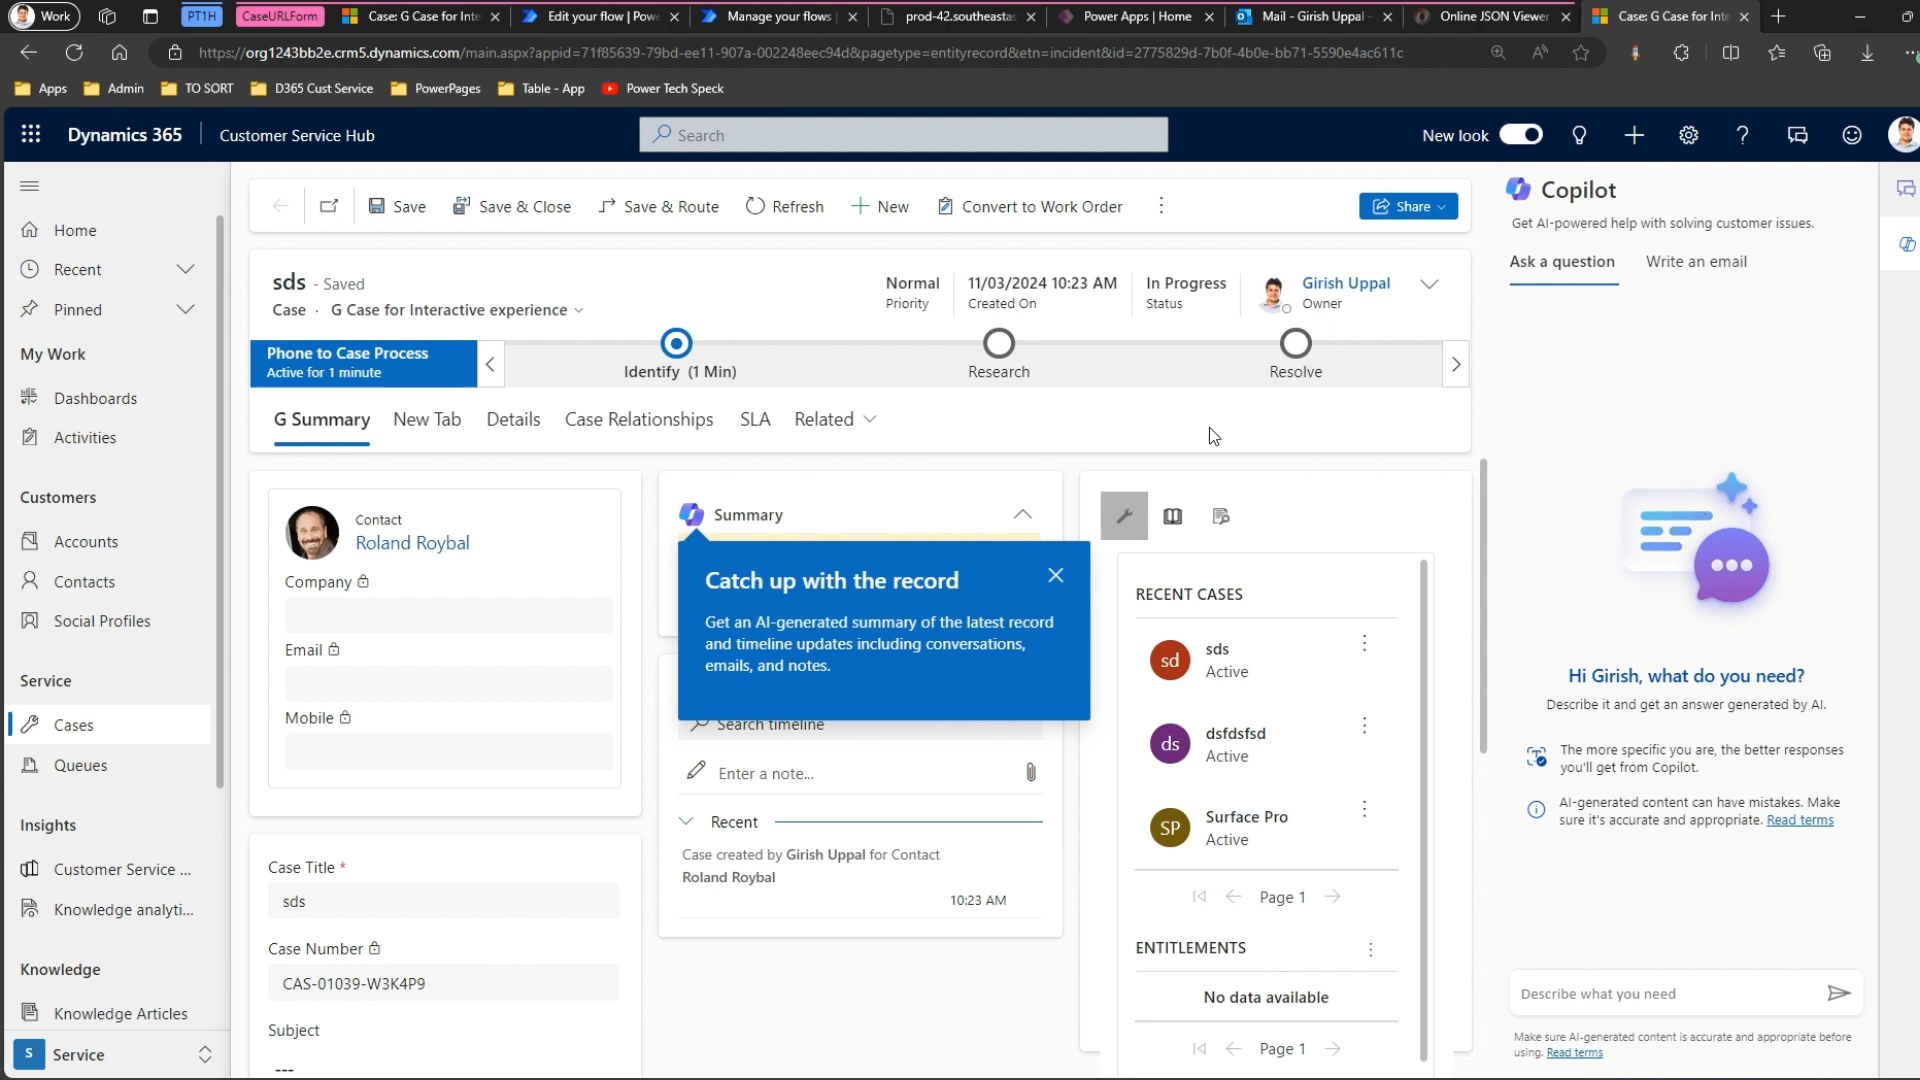 Work
PT1H
CaseURLForm
Case: G Case for Inte
Edit your flow | Pow
Manage your flows
prod-42.southeastas
Power Apps | Home
Mail - Girish Uppal -
Online JSON Viewer
Case: G Case for Inte
https://org1243bb2e.crm5.dynamics.com/main.aspx?appid=71f85639-79bd-ee11-907a-002248eec94d&pagetype=entityrecord&etn=incident&id=2775829d-7b0f-4b0e-bb71-5590e4ac611c
Apps
Admin
TO SORT
D365 Cust Service
PowerPages
Table - App
Power Tech Speck
Dynamics 365
Customer Service Hub
Search
New look
Home
Recent
Pinned
My Work
Dashboards
Activities
Customers
Accounts
Contacts
Social Profiles
Service
Cases
Queues
Insights
Customer Service ...
Knowledge analyti...
Knowledge
Knowledge Articles
S
Service
Save
Save & Close
Save & Route
Refresh
New
Convert to Work Order
Share
sds - Saved
Case · G Case for Interactive experience
Normal
Priority
11/03/2024 10:23 AM
Created On
In Progress
Status
Girish Uppal
Owner
Phone to Case Process
Active for 1 minute
Identify (1 Min)
Research
Resolve
G Summary
New Tab
Details
Case Relationships
SLA
Related
Contact
Roland Roybal
Company
Email
Mobile
Case Title *
sds
Case Number
CAS-01039-W3K4P9
Subject
---
Summary
Catch up with the record
Get an AI-generated summary of the latest record
and timeline updates including conversations,
emails, and notes.
Search timeline
Enter a note...
Recent
Case created by Girish Uppal for Contact
Roland Roybal
10:23 AM
RECENT CASES
sd
sds
Active
ds
dsfdsfsd
Active
SP
Surface Pro
Active
Page 1
ENTITLEMENTS
No data available
Page 1
Copilot
Get AI-powered help with solving customer issues.
Ask a question
Write an email
Hi Girish, what do you need?
Describe it and get an answer generated by AI.
The more specific you are, the better responses
you'll get from Copilot.
AI-generated content can have mistakes. Make
sure it's accurate and appropriate. Read terms
Describe what you need
Make sure AI-generated content is accurate and appropriate before
using. Read terms